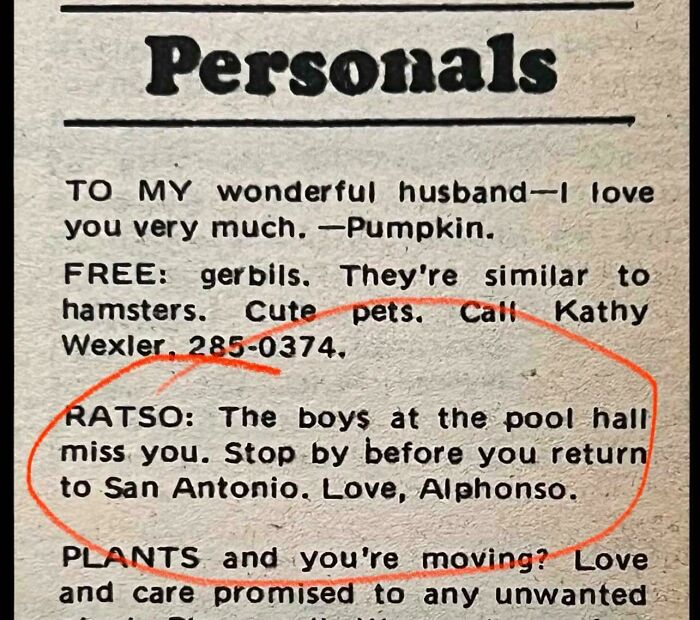 Personals
TO MY wonderful husband—I love
you very much. —Pumpkin.
FREE: gerbils. They're similar to
hamsters. Cute pets. Call Kathy
Wexler, 285-0374.
RATSO: The boys at the pool hall
miss you. Stop by before you return
to San Antonio. Love, Alphonso.
PLANTS and you're moving? Love
and care promised to any unwanted